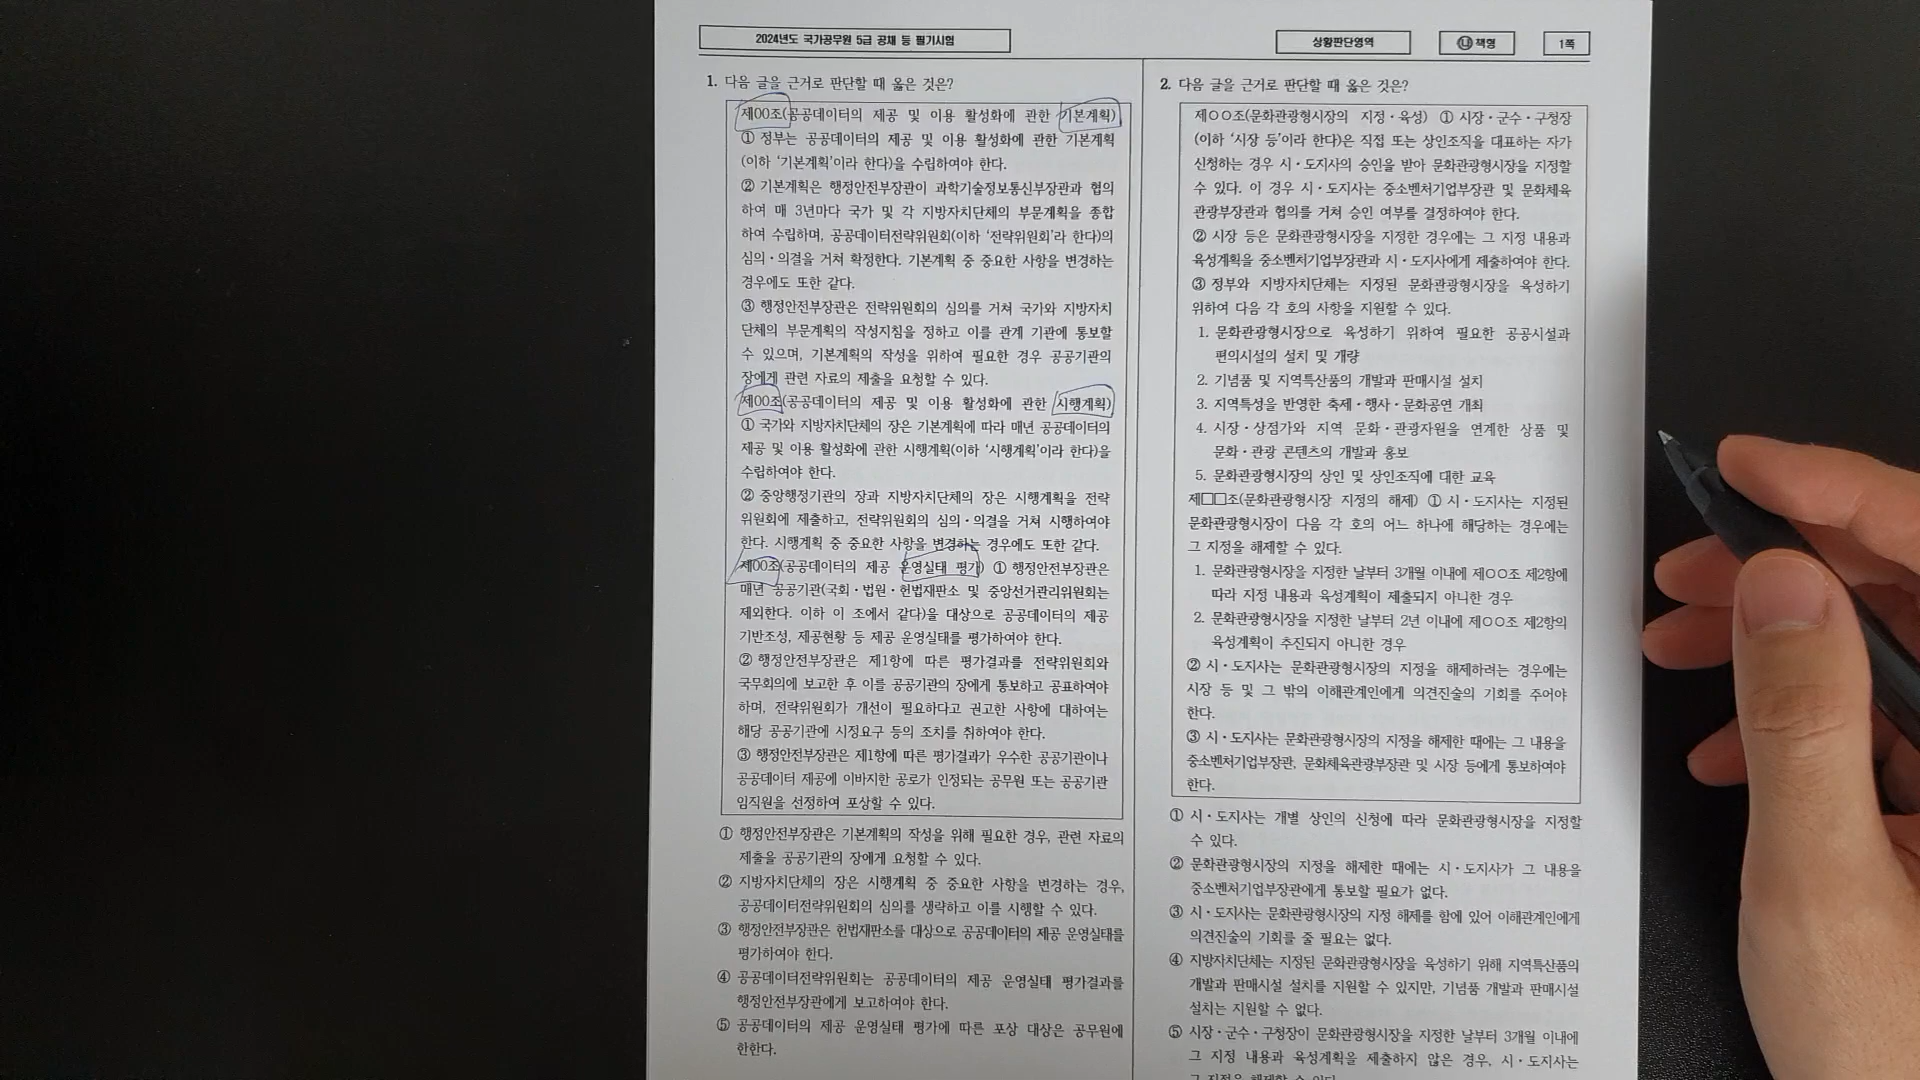 2024년도 국가공무원 5급 공채 등 필기시험
상황판단영역
㉯ 책형
1쪽
1. 다음 글을 근거로 판단할 때 옳은 것은?
제00조(공공데이터의 제공 및 이용 활성화에 관한 기본계획)
① 정부는 공공데이터의 제공 및 이용 활성화에 관한 기본계획
(이하 ‘기본계획’이라 한다)을 수립하여야 한다.
② 기본계획은 행정안전부장관이 과학기술정보통신부장관과 협의
하여 매 3년마다 국가 및 각 지방자치단체의 부문계획을 종합
하여 수립하며, 공공데이터전략위원회(이하 ‘전략위원회’라 한다)의
심의・의결을 거쳐 확정한다. 기본계획 중 중요한 사항을 변경하는
경우에도 또한 같다.
③ 행정안전부장관은 전략위원회의 심의를 거쳐 국가와 지방자치
단체의 부문계획의 작성지침을 정하고 이를 관계 기관에 통보할
수 있으며, 기본계획의 작성을 위하여 필요한 경우 공공기관의
장에게 관련 자료의 제출을 요청할 수 있다.
제00조(공공데이터의 제공 및 이용 활성화에 관한 시행계획)
① 국가와 지방자치단체의 장은 기본계획에 따라 매년 공공데이터의
제공 및 이용 활성화에 관한 시행계획(이하 ‘시행계획’이라 한다)을
수립하여야 한다.
② 중앙행정기관의 장과 지방자치단체의 장은 시행계획을 전략
위원회에 제출하고, 전략위원회의 심의・의결을 거쳐 시행하여야
한다. 시행계획 중 중요한 사항을 변경하는 경우에도 또한 같다.
제00조(공공데이터의 제공 운영실태 평가) ① 행정안전부장관은
매년 공공기관(국회・법원・헌법재판소 및 중앙선거관리위원회는
제외한다. 이하 이 조에서 같다)을 대상으로 공공데이터의 제공
기반조성, 제공현황 등 제공 운영실태를 평가하여야 한다.
② 행정안전부장관은 제1항에 따른 평가결과를 전략위원회와
국무회의에 보고한 후 이를 공공기관의 장에게 통보하고 공표하여야
하며, 전략위원회가 개선이 필요하다고 권고한 사항에 대하여는
해당 공공기관에 시정요구 등의 조치를 취하여야 한다.
③ 행정안전부장관은 제1항에 따른 평가결과가 우수한 공공기관이나
공공데이터 제공에 이바지한 공로가 인정되는 공무원 또는 공공기관
임직원을 선정하여 포상할 수 있다.
① 행정안전부장관은 기본계획의 작성을 위해 필요한 경우, 관련 자료의
제출을 공공기관의 장에게 요청할 수 있다.
② 지방자치단체의 장은 시행계획 중 중요한 사항을 변경하는 경우,
공공데이터전략위원회의 심의를 생략하고 이를 시행할 수 있다.
③ 행정안전부장관은 헌법재판소를 대상으로 공공데이터의 제공 운영실태를
평가하여야 한다.
④ 공공데이터전략위원회는 공공데이터의 제공 운영실태 평가결과를
행정안전부장관에게 보고하여야 한다.
⑤ 공공데이터의 제공 운영실태 평가에 따른 포상 대상은 공무원에
한한다.
2. 다음 글을 근거로 판단할 때 옳은 것은?
제○○조(문화관광형시장의 지정・육성) ① 시장・군수・구청장
(이하 ‘시장 등’이라 한다)은 직접 또는 상인조직을 대표하는 자가
신청하는 경우 시・도지사의 승인을 받아 문화관광형시장을 지정할
수 있다. 이 경우 시・도지사는 중소벤처기업부장관 및 문화체육
관광부장관과 협의를 거쳐 승인 여부를 결정하여야 한다.
② 시장 등은 문화관광형시장을 지정한 경우에는 그 지정 내용과
육성계획을 중소벤처기업부장관과 시・도지사에게 제출하여야 한다.
③ 정부와 지방자치단체는 지정된 문화관광형시장을 육성하기
위하여 다음 각 호의 사항을 지원할 수 있다.
1. 문화관광형시장으로 육성하기 위하여 필요한 공공시설과
편의시설의 설치 및 개량
2. 기념품 및 지역특산품의 개발과 판매시설 설치
3. 지역특성을 반영한 축제・행사・문화공연 개최
4. 시장・상점가와 지역 문화・관광자원을 연계한 상품 및
문화・관광 콘텐츠의 개발과 홍보
5. 문화관광형시장의 상인 및 상인조직에 대한 교육
제□□조(문화관광형시장 지정의 해제) ① 시・도지사는 지정된
문화관광형시장이 다음 각 호의 어느 하나에 해당하는 경우에는
그 지정을 해제할 수 있다.
1. 문화관광형시장을 지정한 날부터 3개월 이내에 제○○조 제2항에
따라 지정 내용과 육성계획이 제출되지 아니한 경우
2. 문화관광형시장을 지정한 날부터 2년 이내에 제○○조 제2항의
육성계획이 추진되지 아니한 경우
② 시・도지사는 문화관광형시장의 지정을 해제하려는 경우에는
시장 등 및 그 밖의 이해관계인에게 의견진술의 기회를 주어야
한다.
③ 시・도지사는 문화관광형시장의 지정을 해제한 때에는 그 내용을
중소벤처기업부장관, 문화체육관광부장관 및 시장 등에게 통보하여야
한다.
① 시・도지사는 개별 상인의 신청에 따라 문화관광형시장을 지정할
수 있다.
② 문화관광형시장의 지정을 해제한 때에는 시・도지사가 그 내용을
중소벤처기업부장관에게 통보할 필요가 없다.
③ 시・도지사는 문화관광형시장의 지정 해제를 함에 있어 이해관계인에게
의견진술의 기회를 줄 필요는 없다.
④ 지방자치단체는 지정된 문화관광형시장을 육성하기 위해 지역특산품의
개발과 판매시설 설치를 지원할 수 있지만, 기념품 개발과 판매시설
설치는 지원할 수 없다.
⑤ 시장・군수・구청장이 문화관광형시장을 지정한 날부터 3개월 이내에
그 지정 내용과 육성계획을 제출하지 않은 경우, 시・도지사는
그 지정을 해제할 수 있다.